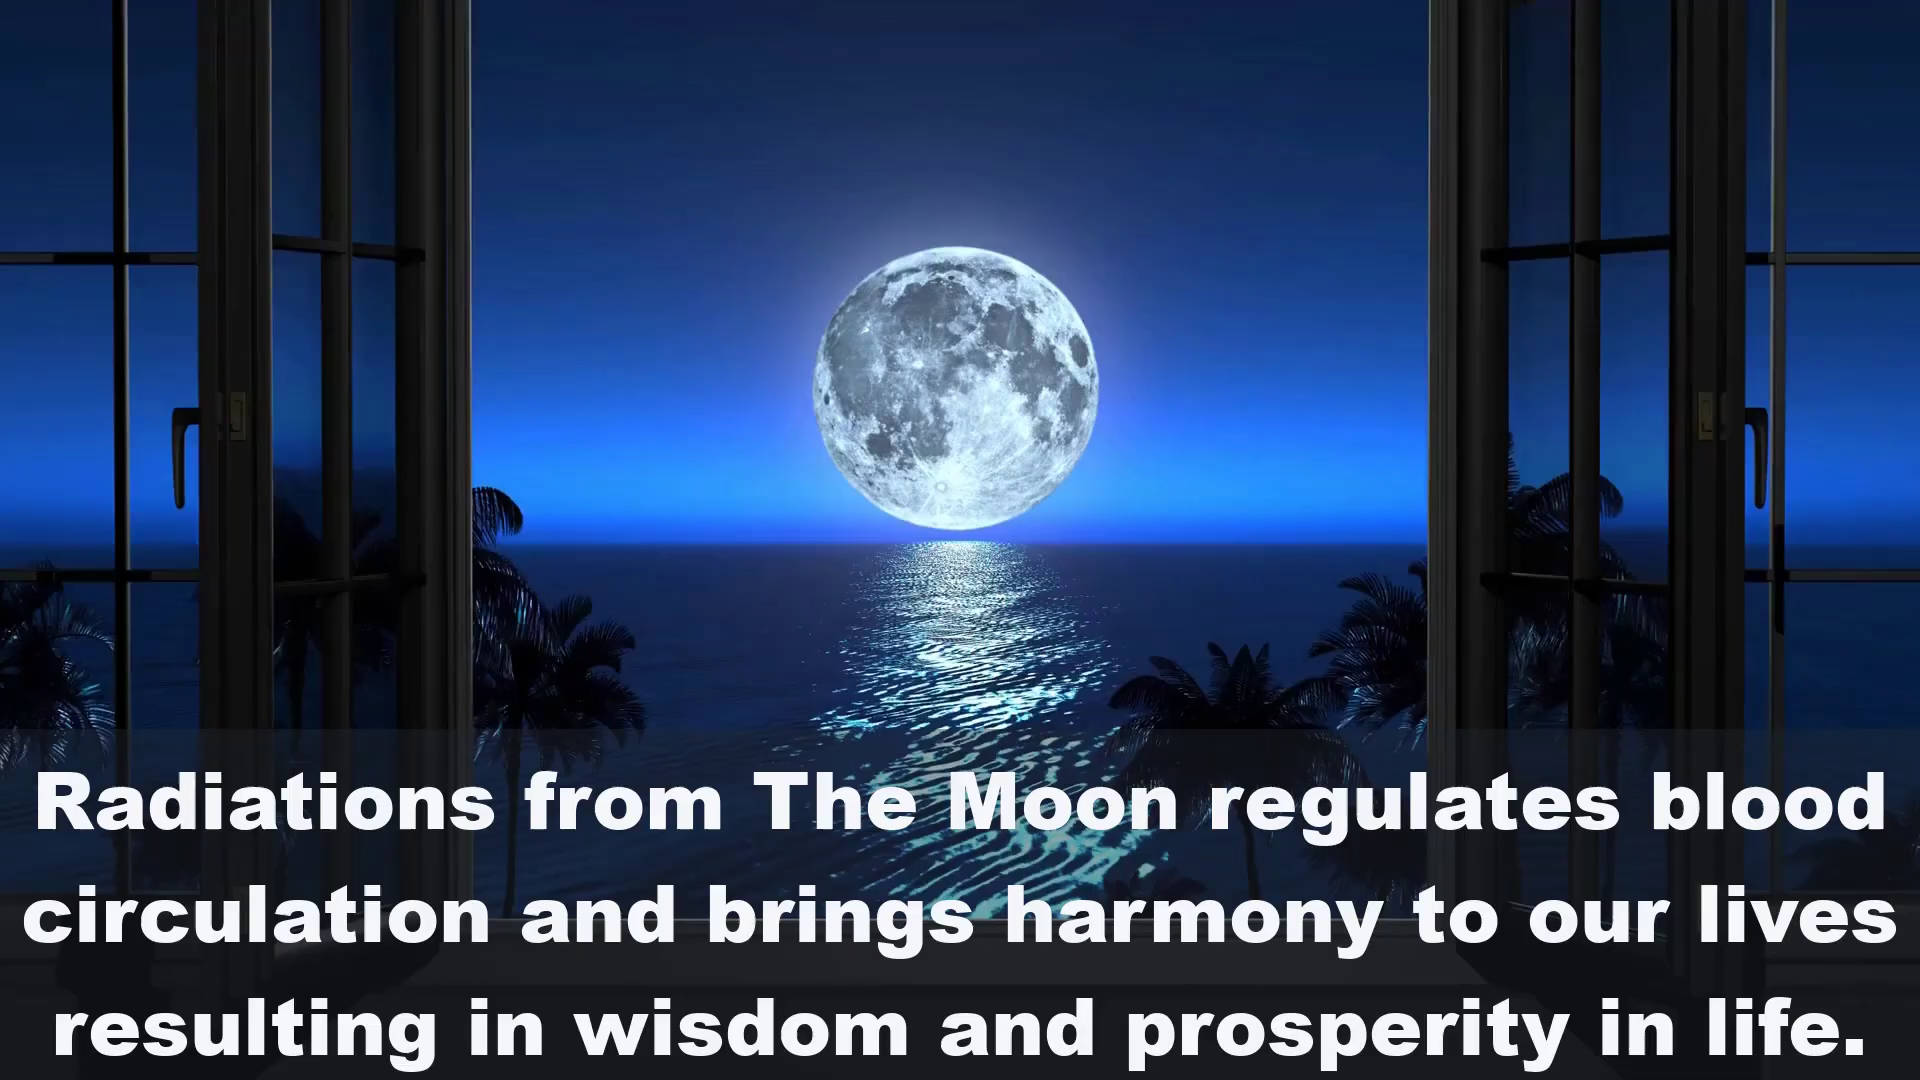 Radiations from The Moon regulates blood
circulation and brings harmony to our lives
resulting in wisdom and prosperity in life.